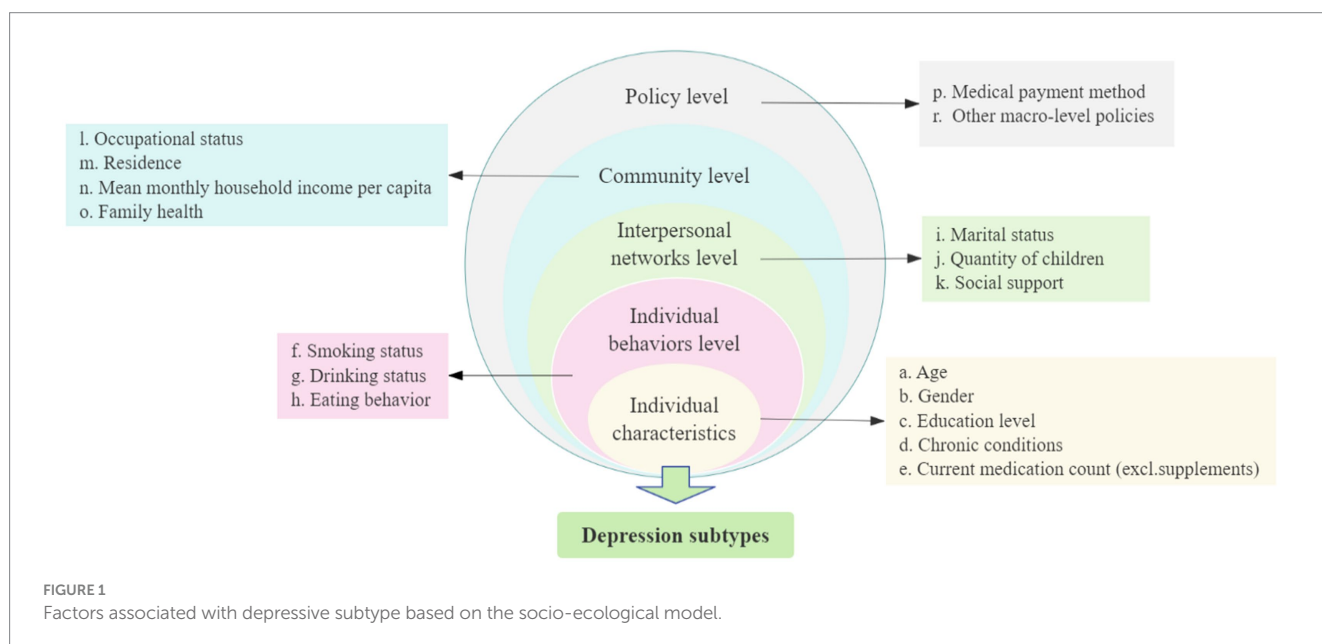 Policy level
p. Medical payment method
r. Other macro-level policies
l. Occupational status
m. Residence
n. Mean monthly household income per capita
o. Family health
Community level
Interpersonal
networks level
i. Marital status
j. Quantity of children
k. Social support
Individual
behaviors level
f. Smoking status
g. Drinking status
h. Eating behavior
Individual
characteristics
a. Age
b. Gender
c. Education level
d. Chronic conditions
e. Current medication count (excl.supplements)
Depression subtypes
FIGURE 1
Factors associated with depressive subtype based on the socio-ecological model.